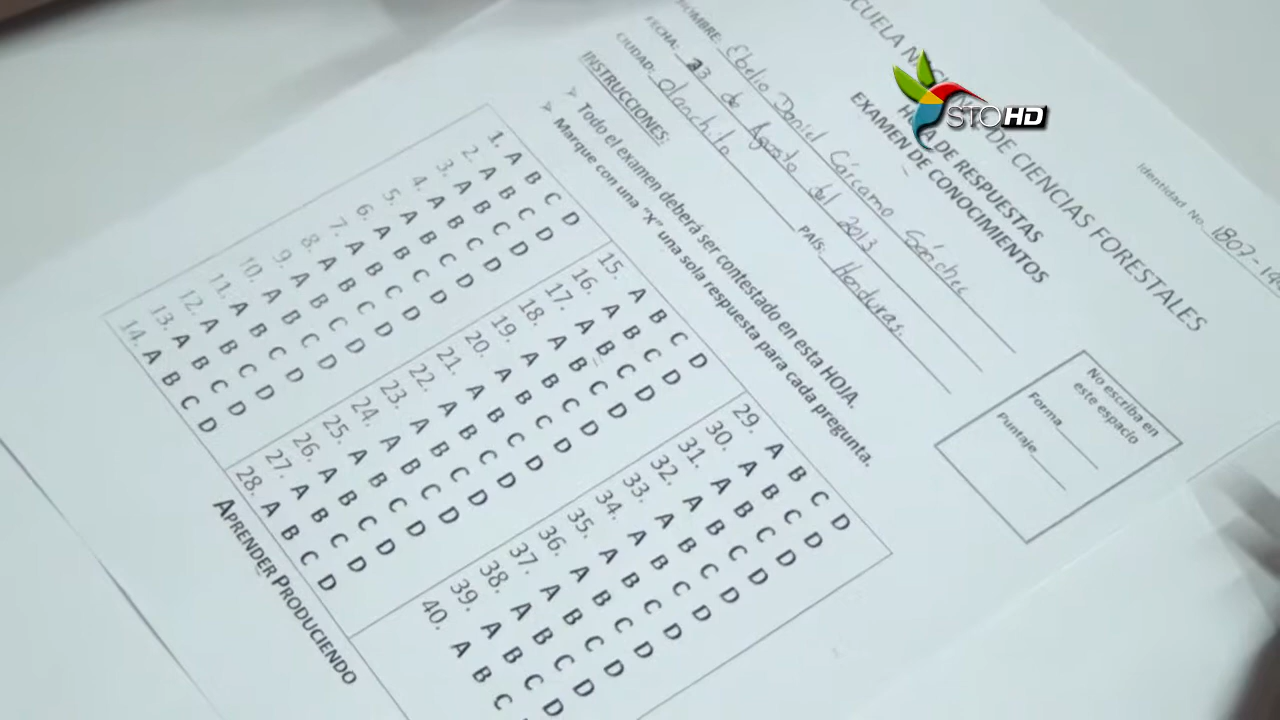 STOHD
Identidad No. 1807-
CUELA NACIONAL DE CIENCIAS FORESTALES
HOJA DE RESPUESTAS
EXAMEN DE CONOCIMIENTOS
No escriba en
este espacio
Forma
Puntaje
NOMBRE: Ebelio Daniel Cárcamo Sánchez
FECHA: 23 de Agosto del 2013
CIUDAD: olanchito PAÍS: Honduras.
INSTRUCCIONES:
➢ Todo el examen deberá ser contestado en esta HOJA.
➢ Marque con una "X" una sola respuesta para cada pregunta.
1. A B C D
2. A B C D
3. A B C D
4. A B C D
5. A B C D
6. A B C D
7. A B C D
8. A B C D
9. A B C D
10. A B C D
11. A B C D
12. A B C D
13. A B C D
14. A B C D
15. A B C D
16. A B C D
17. A B C D
18. A B C D
19. A B C D
20. A B C D
21. A B C D
22. A B C D
23. A B C D
24. A B C D
25. A B C D
26. A B C D
27. A B C D
28. A B C D
29. A B C D
30. A B C D
31. A B C D
32. A B C D
33. A B C D
34. A B C D
35. A B C D
36. A B C D
37. A B C D
38. A B C D
39. A B C D
40. A B C
APRENDER PRODUCIENDO